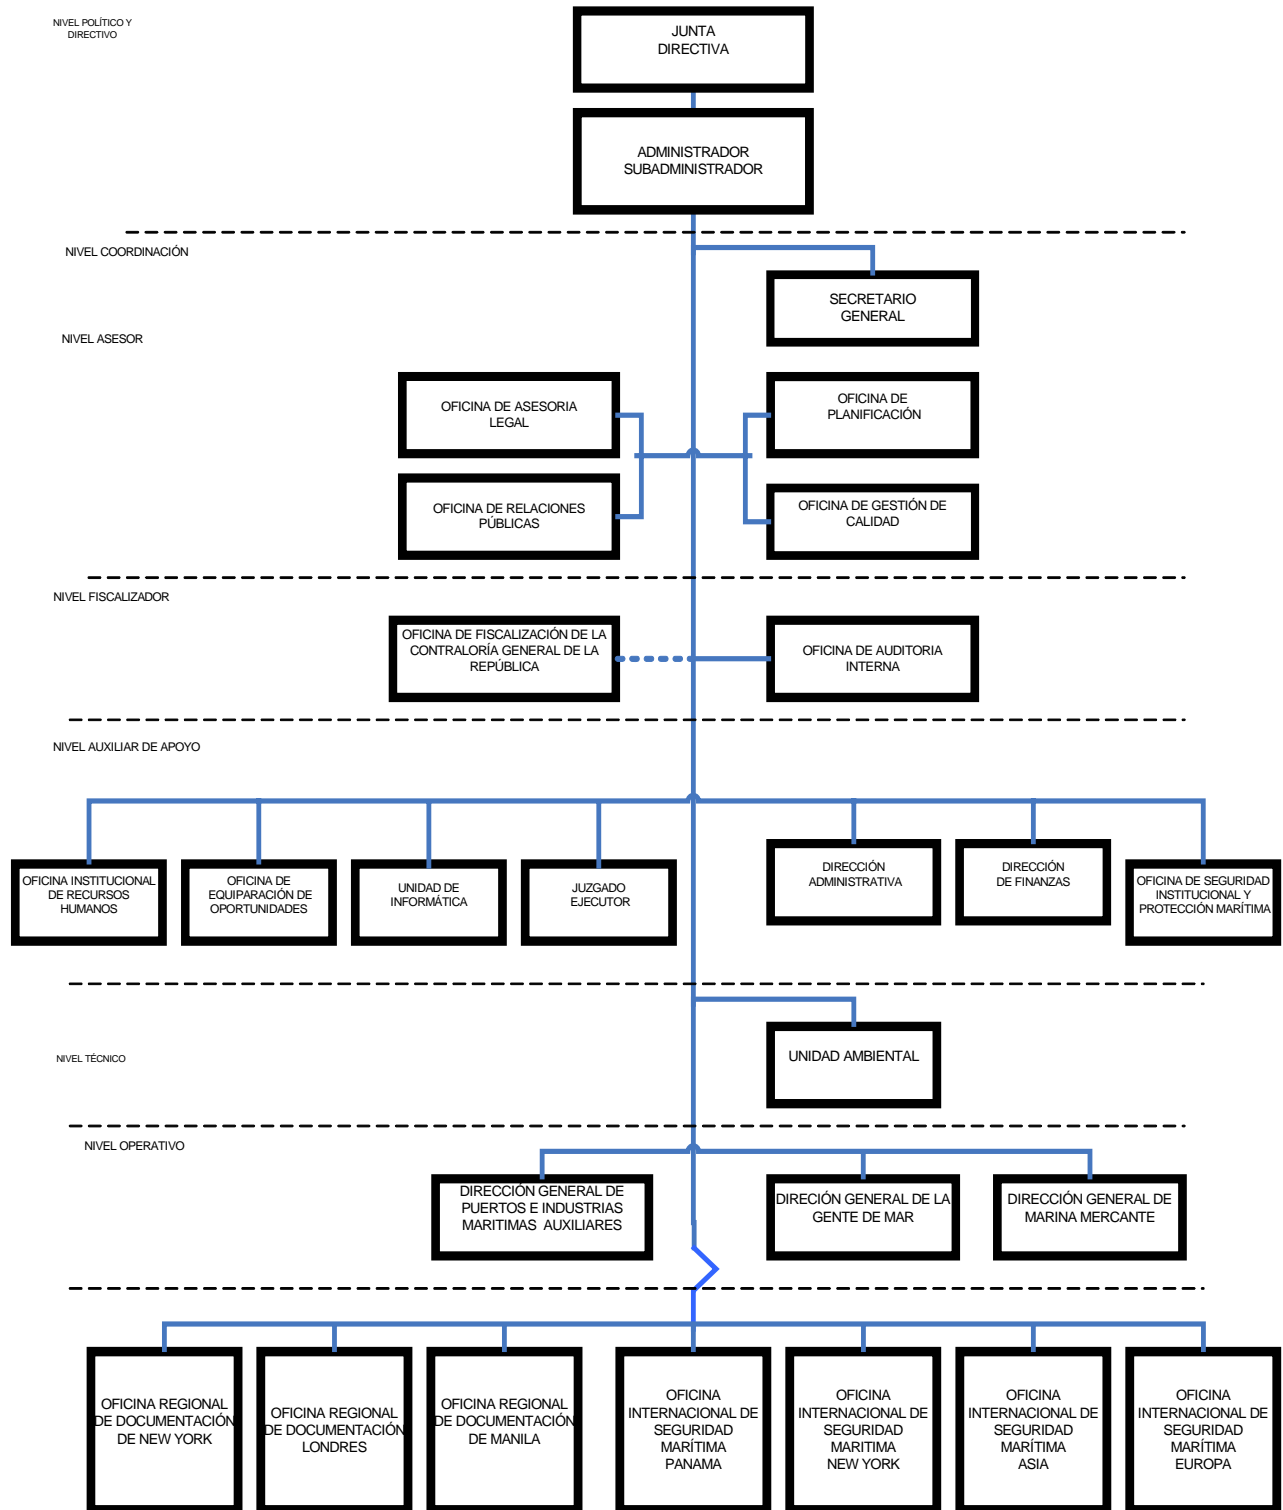 NIVEL POLÍTICO Y
DIRECTIVO
JUNTA
DIRECTIVA
ADMINISTRADOR
SUBADMINISTRADOR
NIVEL COORDINACIÓN
SECRETARIO
GENERAL
NIVEL ASESOR
OFICINA DE ASESORIA
LEGAL
OFICINA DE
PLANIFICACIÓN
OFICINA DE RELACIONES
PÚBLICAS
OFICINA DE GESTIÓN DE
CALIDAD
NIVEL FISCALIZADOR
OFICINA DE FISCALIZACIÓN DE LA
CONTRALORÍA GENERAL DE LA
REPÚBLICA
OFICINA DE AUDITORIA
INTERNA
NIVEL AUXILIAR DE APOYO
OFICINA INSTITUCIONAL
DE RECURSOS
HUMANOS
OFICINA DE
EQUIPARACIÓN DE
OPORTUNIDADES
UNIDAD DE
INFORMÁTICA
JUZGADO
EJECUTOR
DIRECCIÓN
ADMINISTRATIVA
DIRECCIÓN
DE FINANZAS
OFICINA DE SEGURIDAD
INSTITUCIONAL Y
PROTECCIÓN MARÍTIMA
NIVEL TÉCNICO
UNIDAD AMBIENTAL
NIVEL OPERATIVO
DIRECCIÓN GENERAL DE
PUERTOS E INDUSTRIAS
MARITIMAS AUXILIARES
DIRECIÓN GENERAL DE LA
GENTE DE MAR
DIRECCIÓN GENERAL DE
MARINA MERCANTE
OFICINA REGIONAL
DE DOCUMENTACIÓN
DE NEW YORK
OFICINA REGIONAL
DE DOCUMENTACIÓN
LONDRES
OFICINA REGIONAL
DE DOCUMENTACIÓN
DE MANILA
OFICINA
INTERNACIONAL DE
SEGURIDAD
MARÍTIMA
PANAMA
OFICINA
INTERNACIONAL DE
SEGURIDAD
MARITIMA
NEW YORK
OFICINA
INTERNACIONAL DE
SEGURIDAD
MARÍTIMA
ASIA
OFICINA
INTERNACIONAL DE
SEGURIDAD
MARÍTIMA
EUROPA